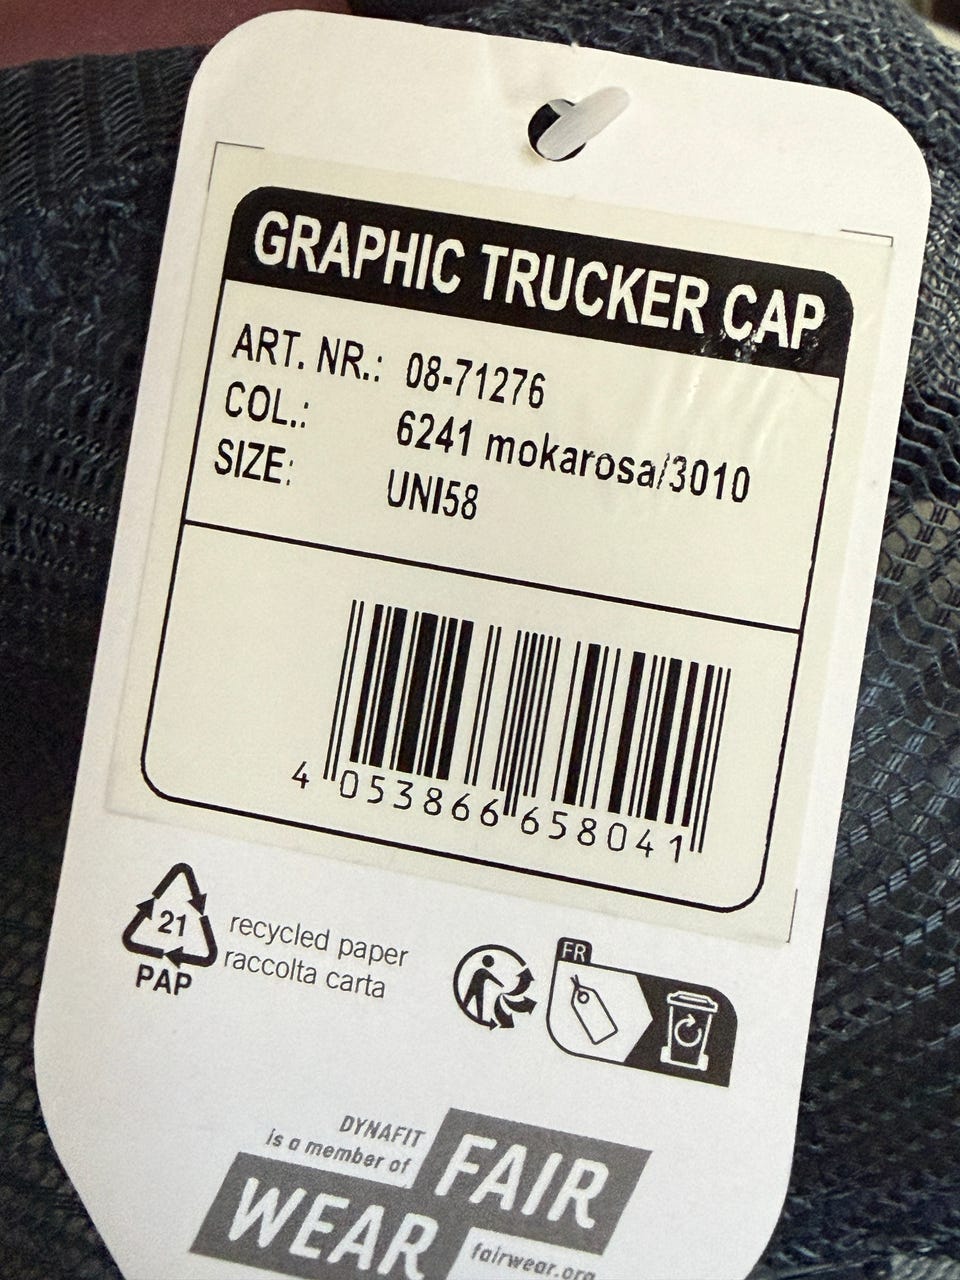 GRAPHIC TRUCKER CAP
ART. NR.: 08-71276
COL.: 6241 mokarosa/3010
SIZE: UNI58
4 053866 658041
21
PAP
recycled paper
raccolta carta
FR
DYNAFIT
is a member of
FAIR
WEAR
fairwear.org